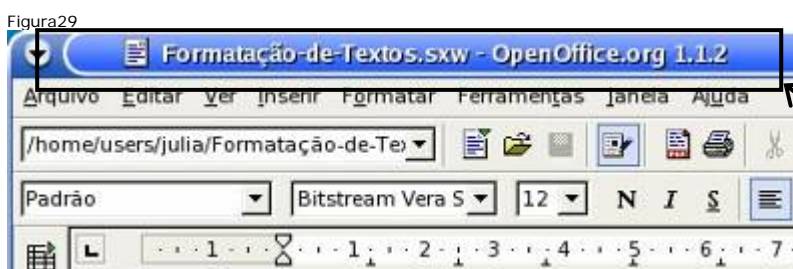 Figura29
Formatação-de-Textos.sxw - OpenOffice.org 1.1.2
Arquivo Editar Ver Inserir Formatar Ferramentas Janela Ajuda
/home/users/julia/Formatação-de-Tex
Padrão Bitstream Vera S 12 N I S
1 1 2 3 4 5 6 7